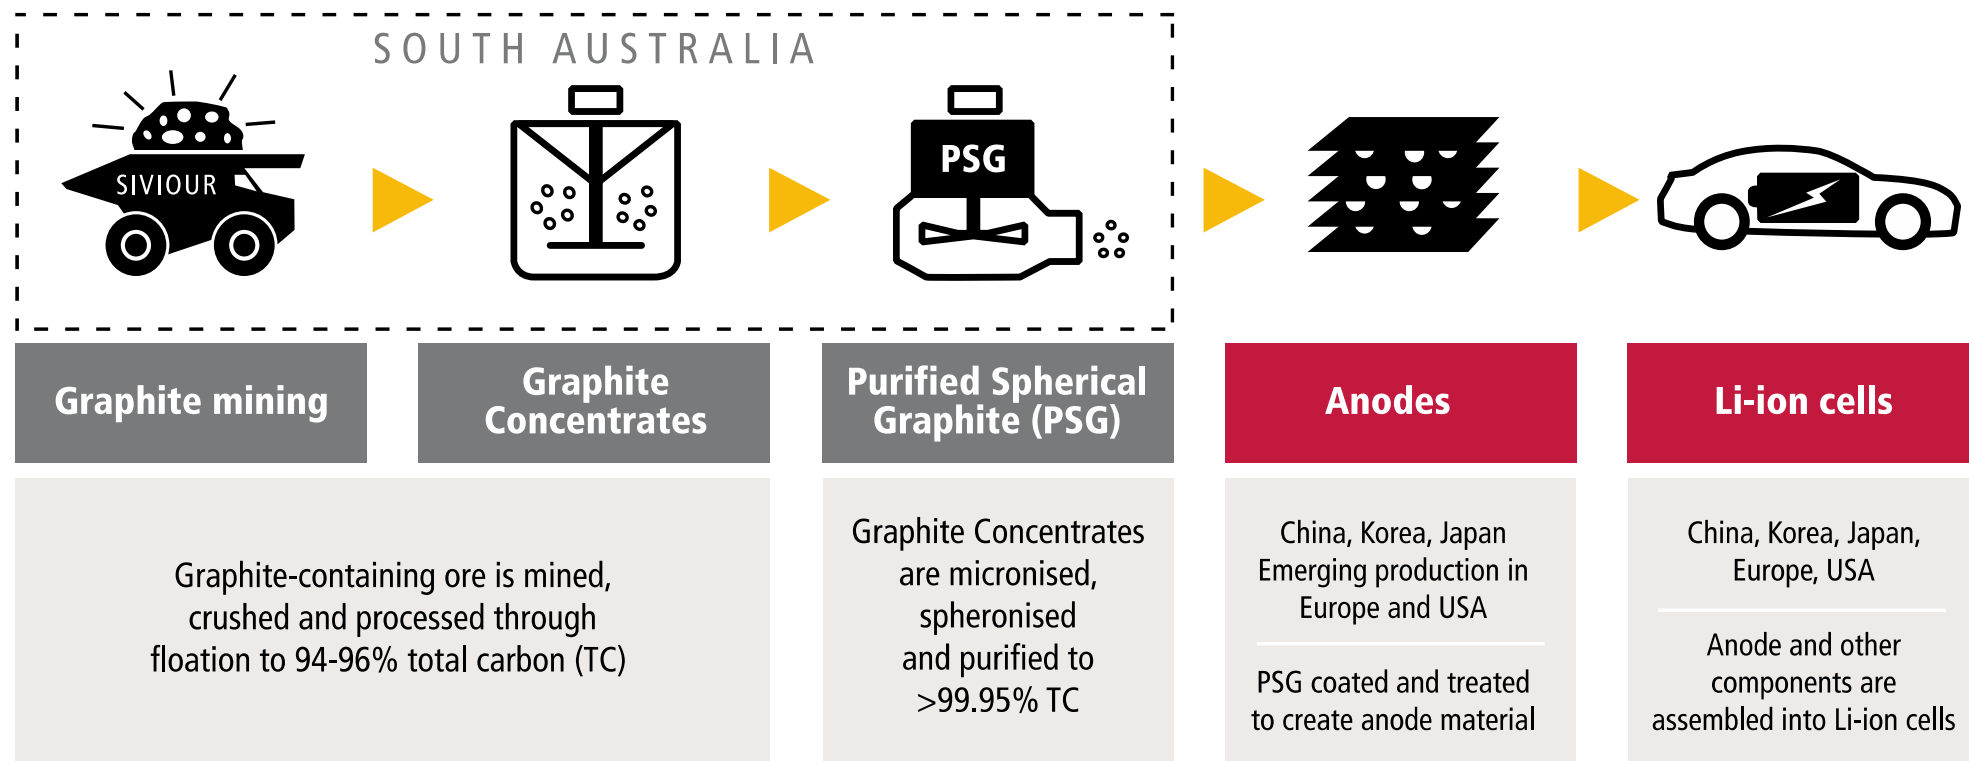 SOUTH AUSTRALIA
SIVIOUR
PSG
Graphite mining
Graphite
Concentrates
Purified Spherical
Graphite (PSG)
Anodes
Li-ion cells
Graphite-containing ore is mined,
crushed and processed through
floation to 94-96% total carbon (TC)
Graphite Concentrates
are micronised,
spheronised
and purified to
>99.95% TC
China, Korea, Japan
Emerging production in
Europe and USA
PSG coated and treated
to create anode material
China, Korea, Japan,
Europe, USA
Anode and other
components are
assembled into Li-ion cells